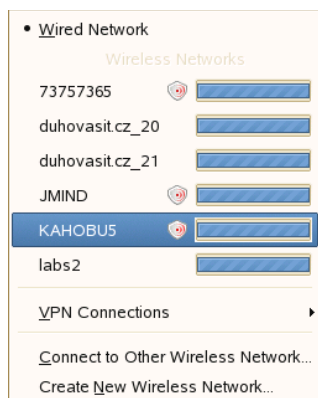 Wired Network
Wireless Networks
73757365
duhovasit.cz_20
duhovasit.cz_21
JMIND
KAHOBU5
labs2
VPN Connections
Connect to Other Wireless Network...
Create New Wireless Network...